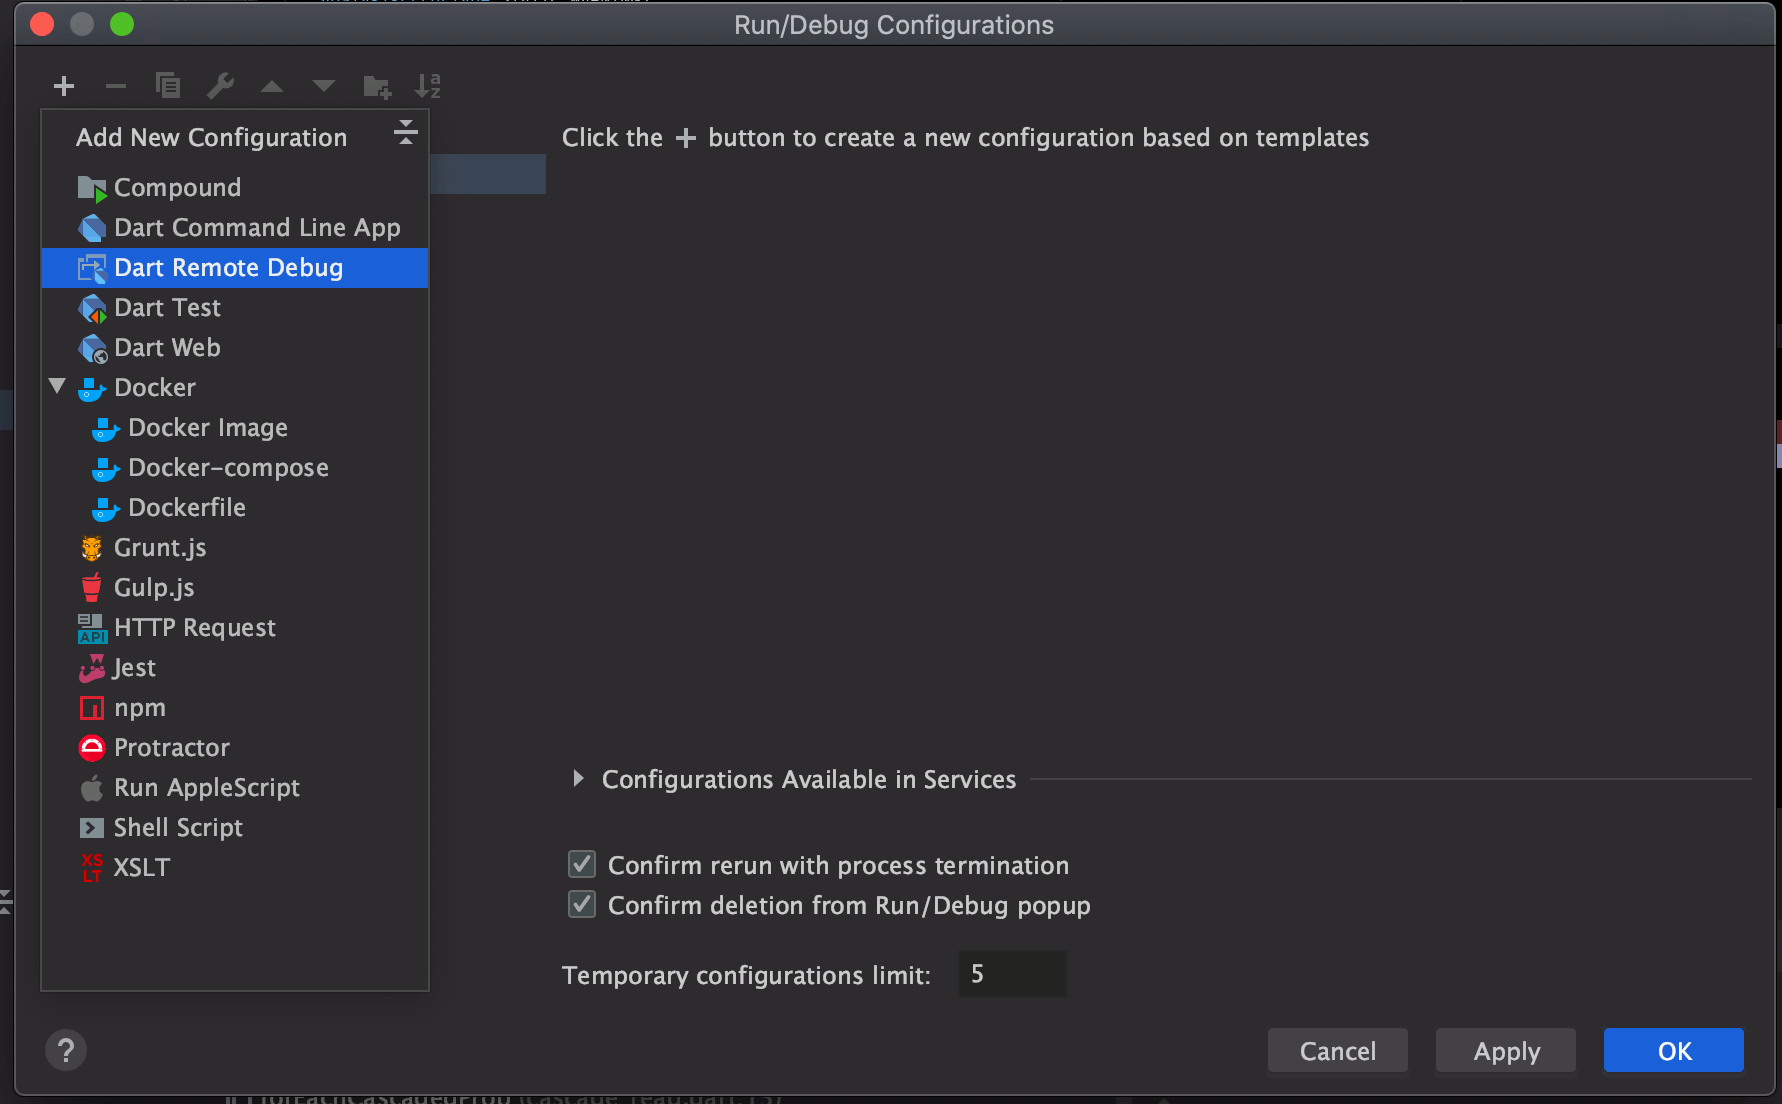 Run/Debug Configurations
Add New Configuration
Click the + button to create a new configuration based on templates
Compound
Dart Command Line App
Dart Remote Debug
Dart Test
Dart Web
Docker
Docker Image
Docker-compose
Dockerfile
Grunt.js
Gulp.js
API HTTP Request
Jest
npm
Protractor
Run AppleScript
Shell Script
XS
LT XSLT
Configurations Available in Services
Confirm rerun with process termination
Confirm deletion from Run/Debug popup
Temporary configurations limit: 5
? Cancel Apply OK